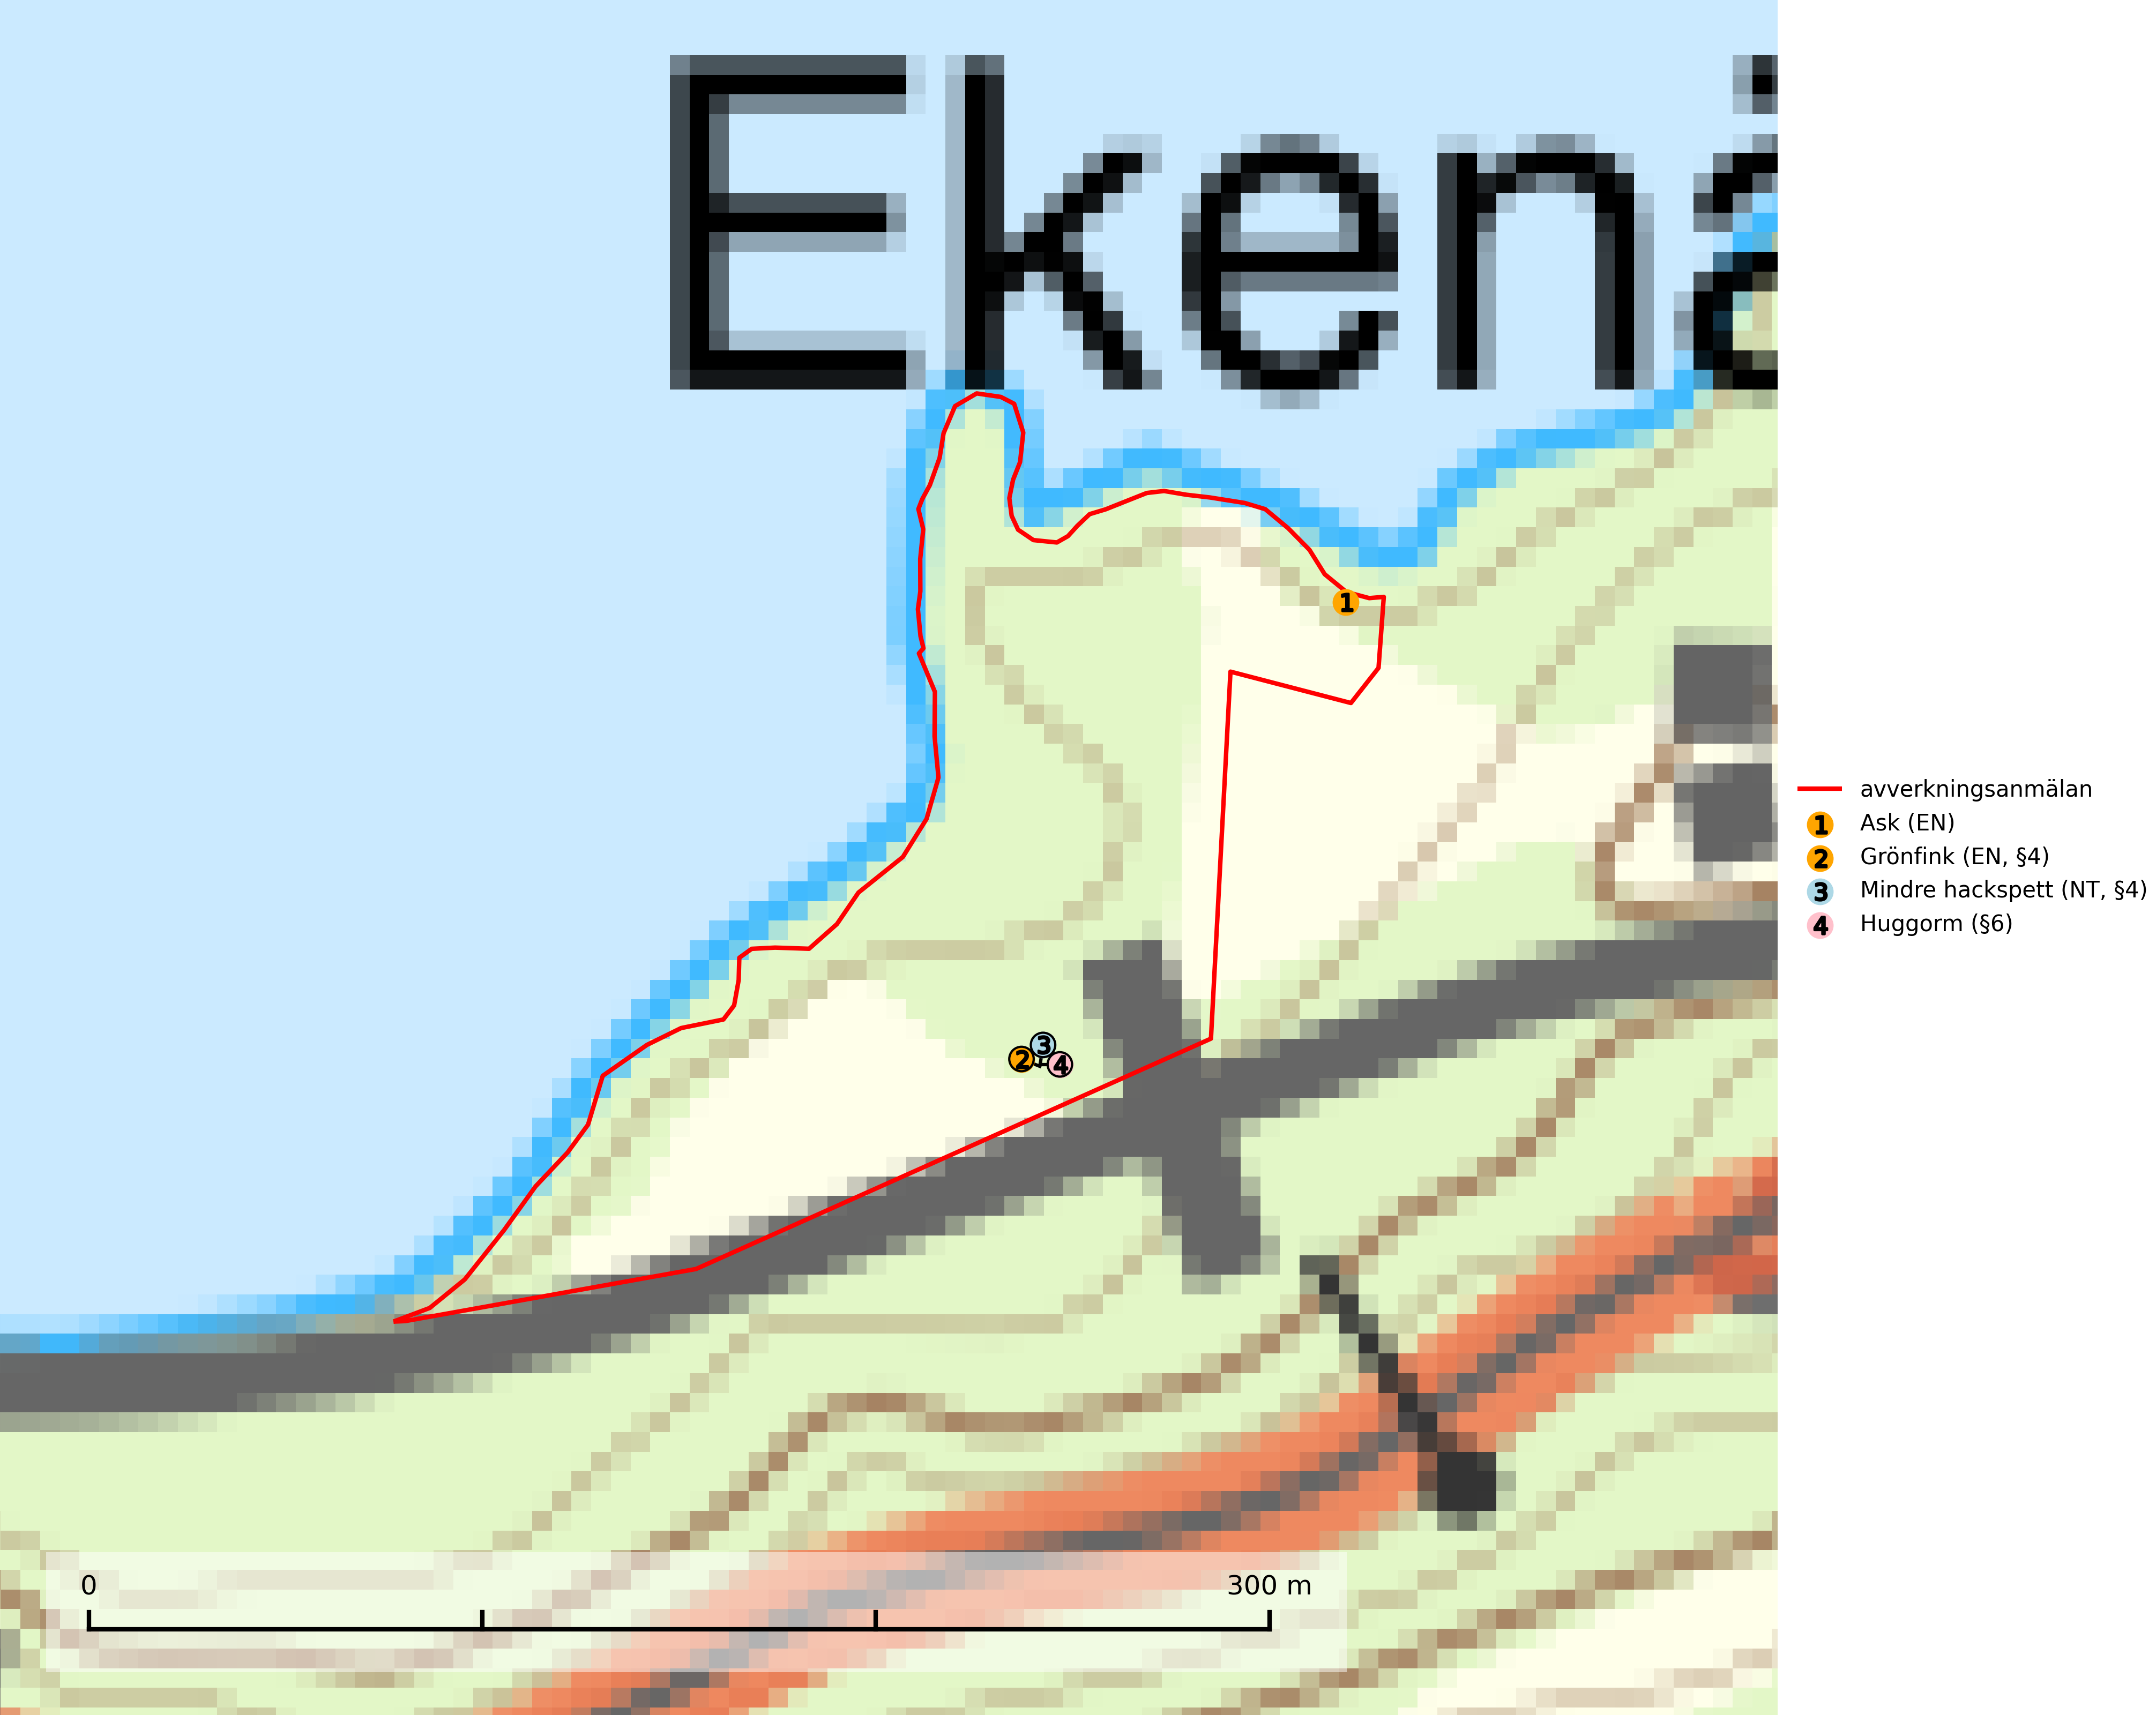 Eken
1
3
2 4
0 300 m
avverkningsanmälan
1 Ask (EN)
2 Grönfink (EN, §4)
3 Mindre hackspett (NT, §4)
4 Huggorm (§6)